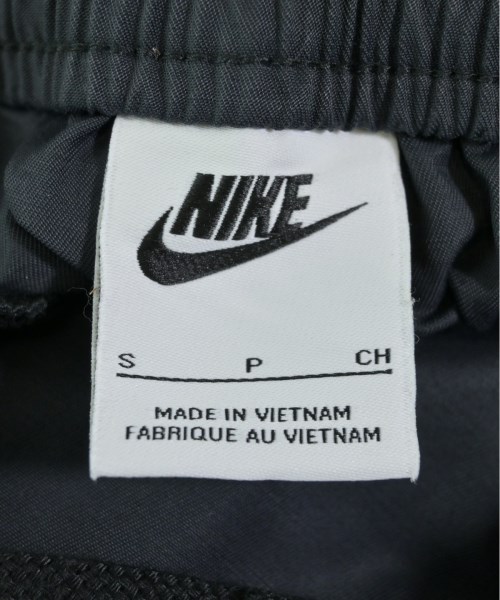 NIKE
S P CH
MADE IN VIETNAM
FABRIQUE AU VIETNAM